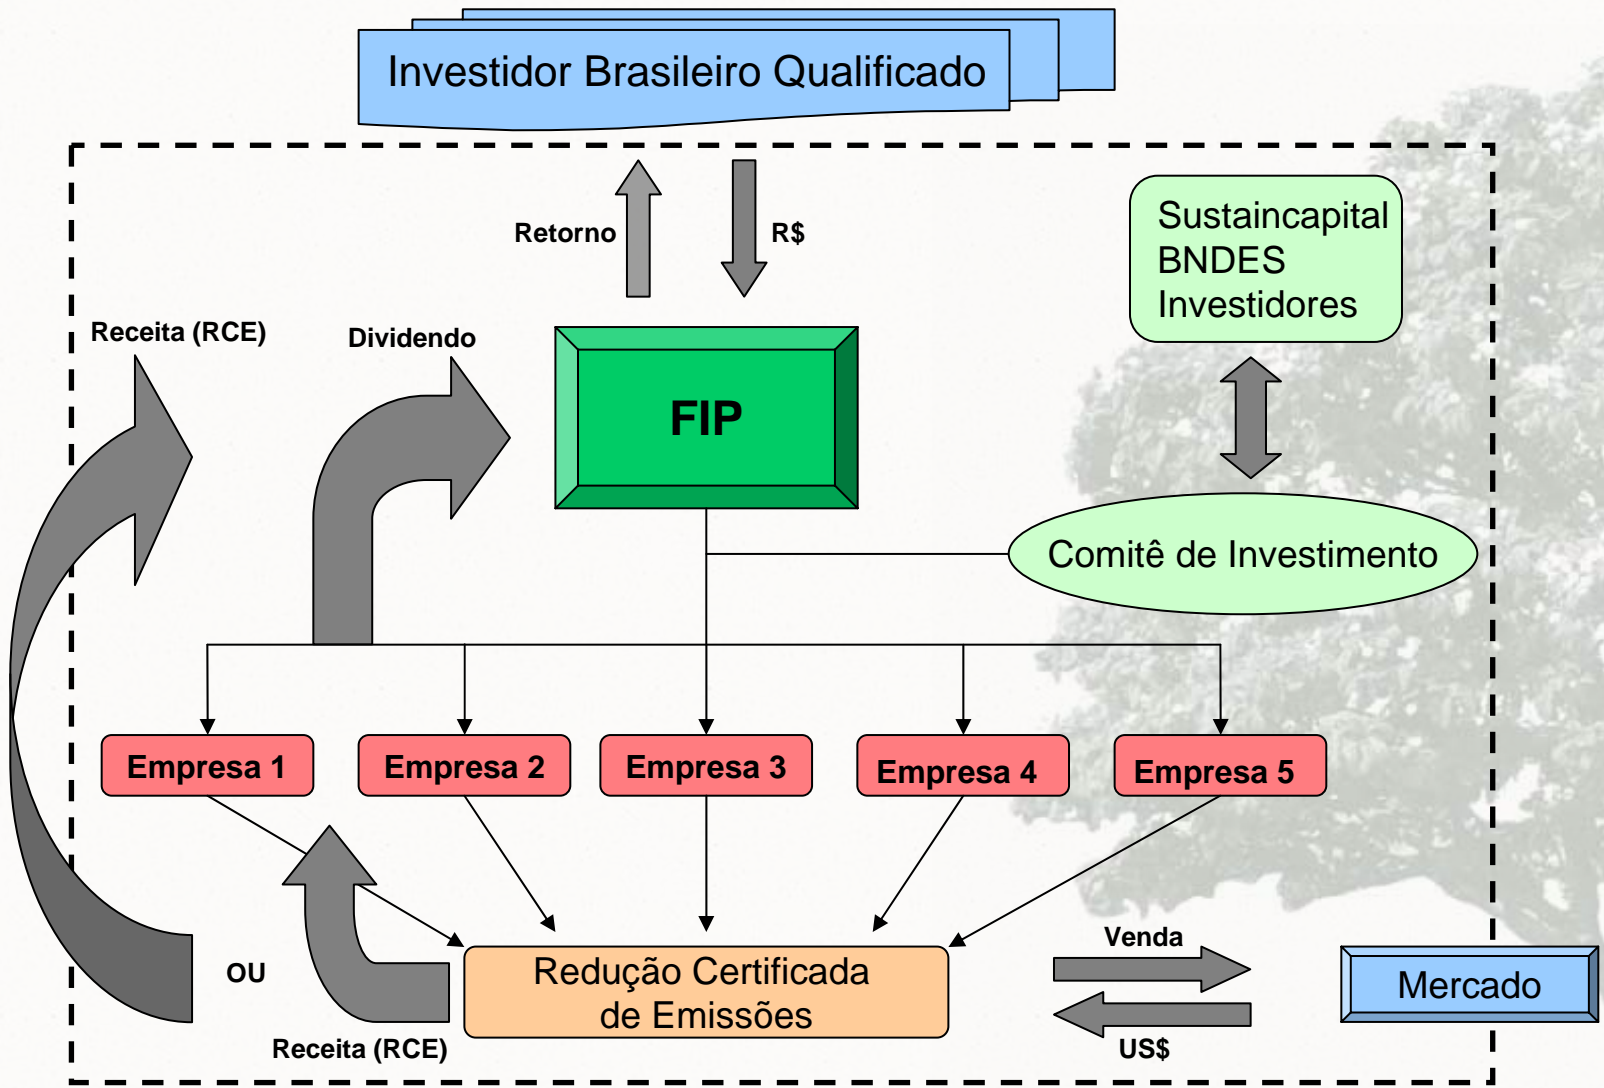 Investidor Brasileiro Qualificado
Retorno
R$
Sustaincapital
BNDES
Investidores
Receita (RCE)
Dividendo
FIP
Comitê de Investimento
Empresa 1
Empresa 2
Empresa 3
Empresa 4
Empresa 5
Redução Certificada
de Emissões
Venda
US$
Mercado
OU
Receita (RCE)